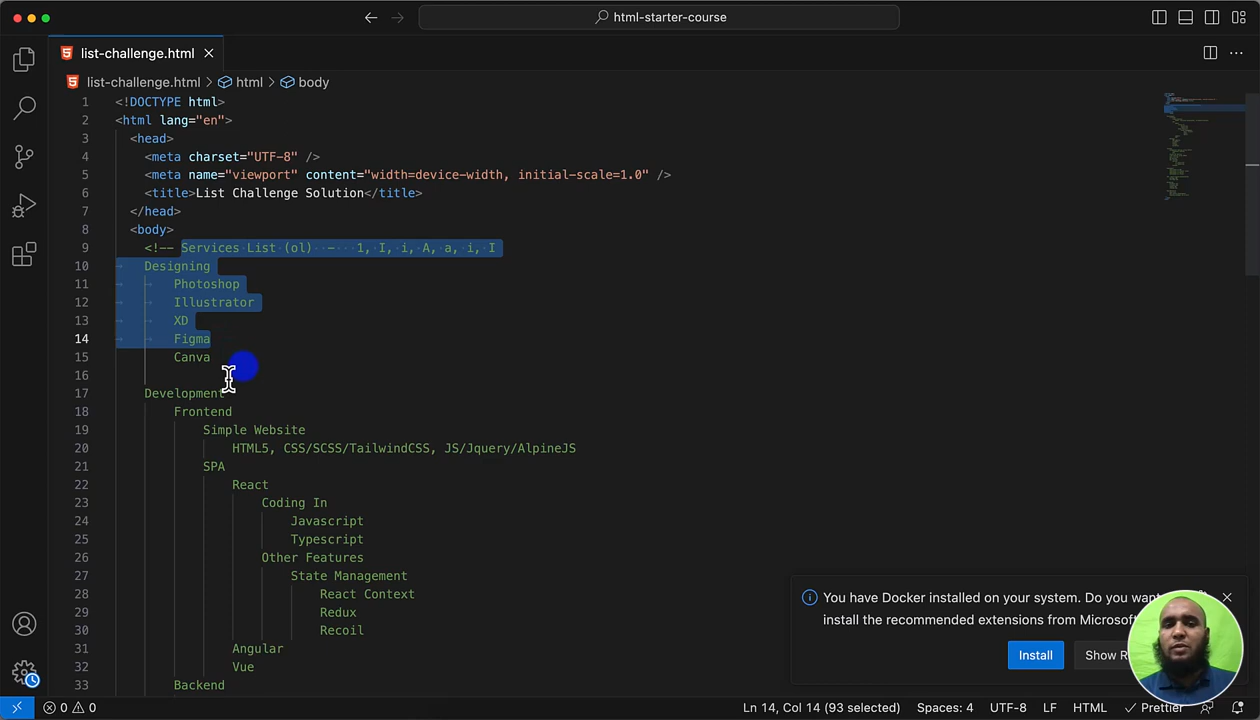 html-starter-course
list-challenge.html
list-challenge.html > html > body
1 <!DOCTYPE html>
2 <html lang="en">
3 <head>
4 <meta charset="UTF-8" />
5 <meta name="viewport" content="width=device-width, initial-scale=1.0" />
6 <title>List Challenge Solution</title>
7 </head>
8 <body>
9 <!-- Services List (ol) - 1, I, i, A, a, i, I
10 Designing
11 Photoshop
12 Illustrator
13 XD
14 Figma
15 Canva
16
17 Development
18 Frontend
19 Simple Website
20 HTML5, CSS/SCSS/TailwindCSS, JS/Jquery/AlpineJS
21 SPA
22 React
23 Coding In
24 Javascript
25 Typescript
26 Other Features
27 State Management
28 React Context
29 Redux
30 Recoil
31 Angular
32 Vue
33 Backend
You have Docker installed on your system. Do you want
install the recommended extensions from Microsoft
Install
Show
0 0
Ln 14, Col 14 (93 selected)
Spaces: 4
UTF-8
LF
HTML
Prettier